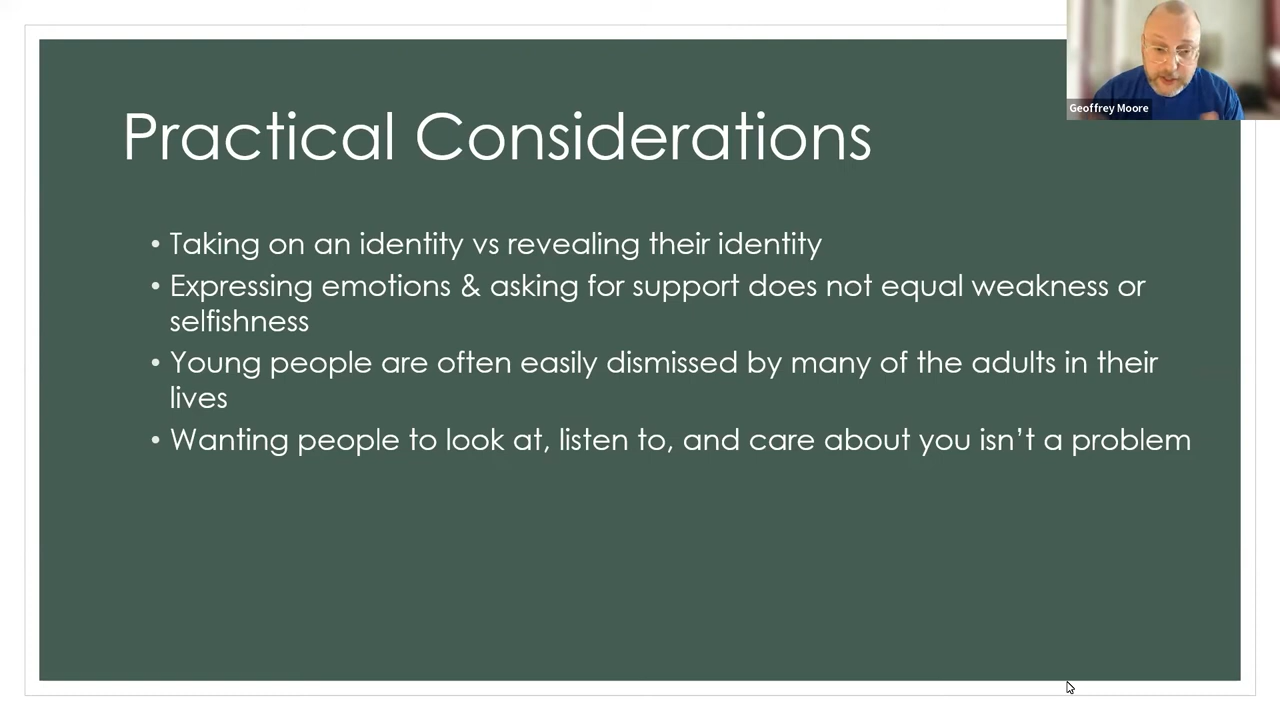 Practical Considerations
• Taking on an identity vs revealing their identity
• Expressing emotions & asking for support does not equal weakness or
selfishness
• Young people are often easily dismissed by many of the adults in their
lives
• Wanting people to look at, listen to, and care about you isn’t a problem
Geoffrey Moore